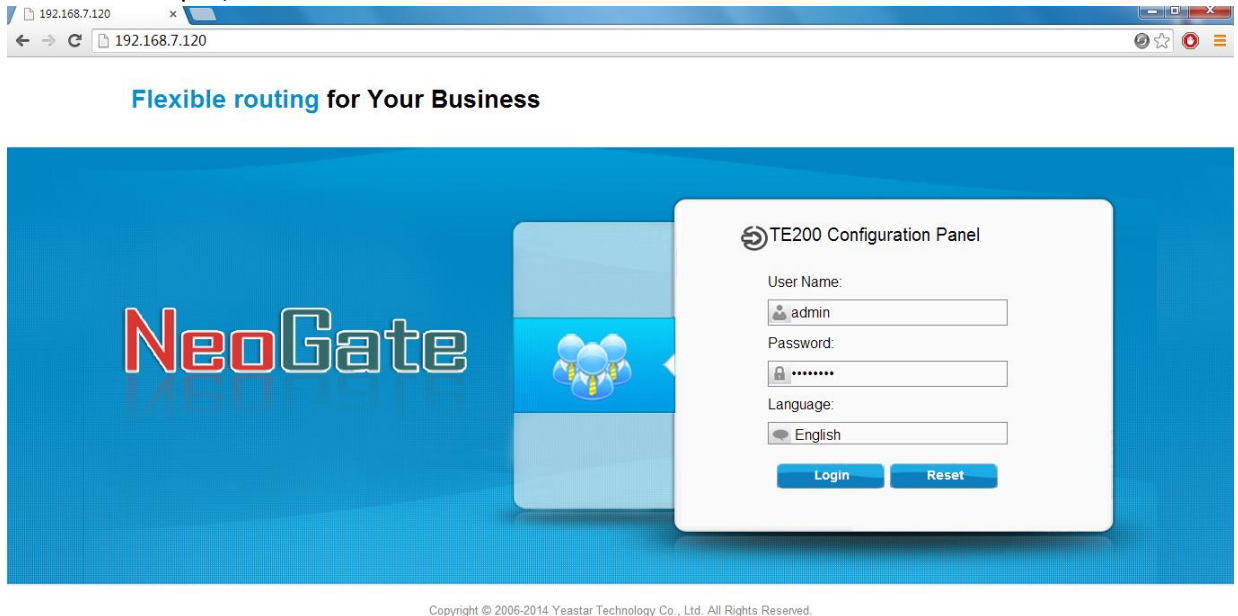 192.168.7.120
192.168.7.120
Flexible routing for Your Business
NeoGate
TE200 Configuration Panel
User Name:
admin
Password:
••••••••
Language:
English
Login Reset
Copyright © 2006-2014 Yeastar Technology Co., Ltd. All Rights Reserved.